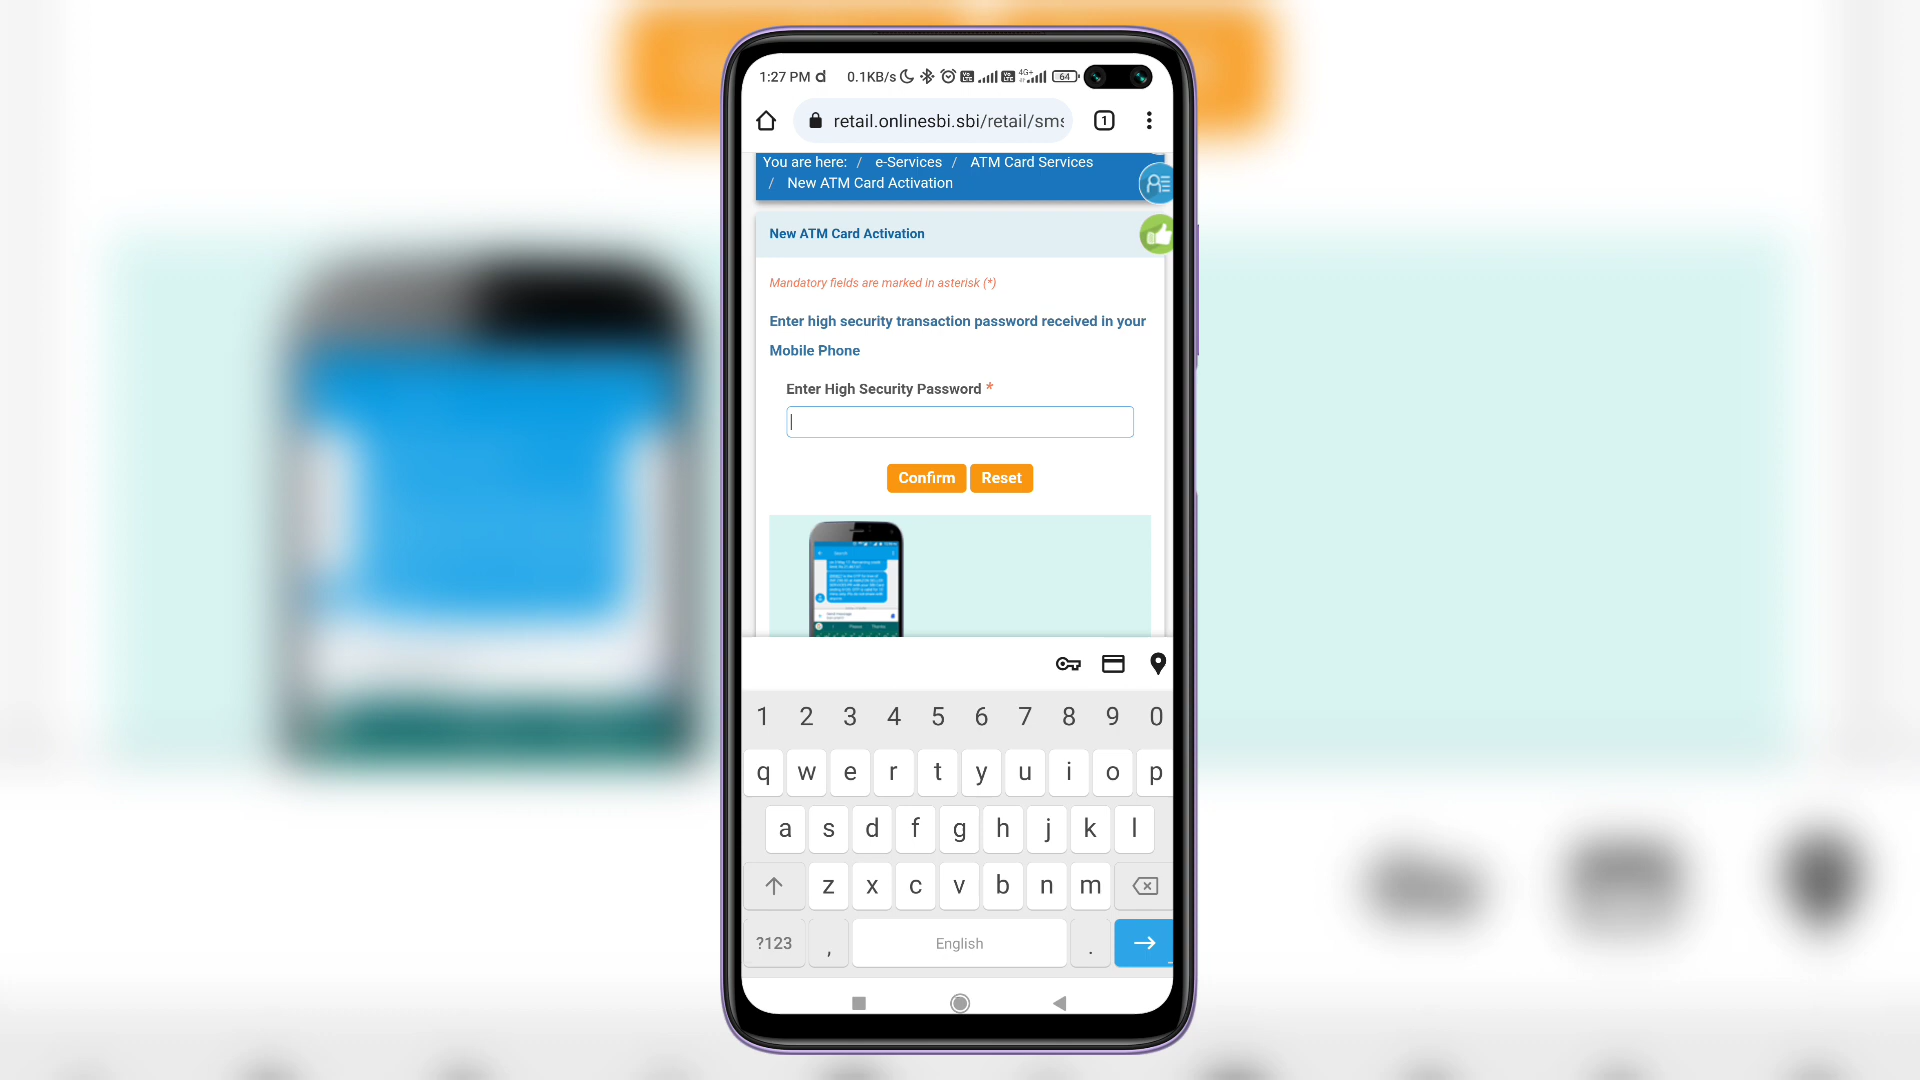 1:27 PM d 0.1KB/s 4G+ 64
retail.onlinesbi.sbi/retail/sms
1
You are here: / e-Services / ATM Card Services
/ New ATM Card Activation
New ATM Card Activation
Mandatory fields are marked in asterisk (*)
Enter high security transaction password received in your
Mobile Phone
Enter High Security Password *
Confirm Reset
1 2 3 4 5 6 7 8 9 0
q w e r t y u i o p
a s d f g h j k l
z x c v b n m
?123 , English .